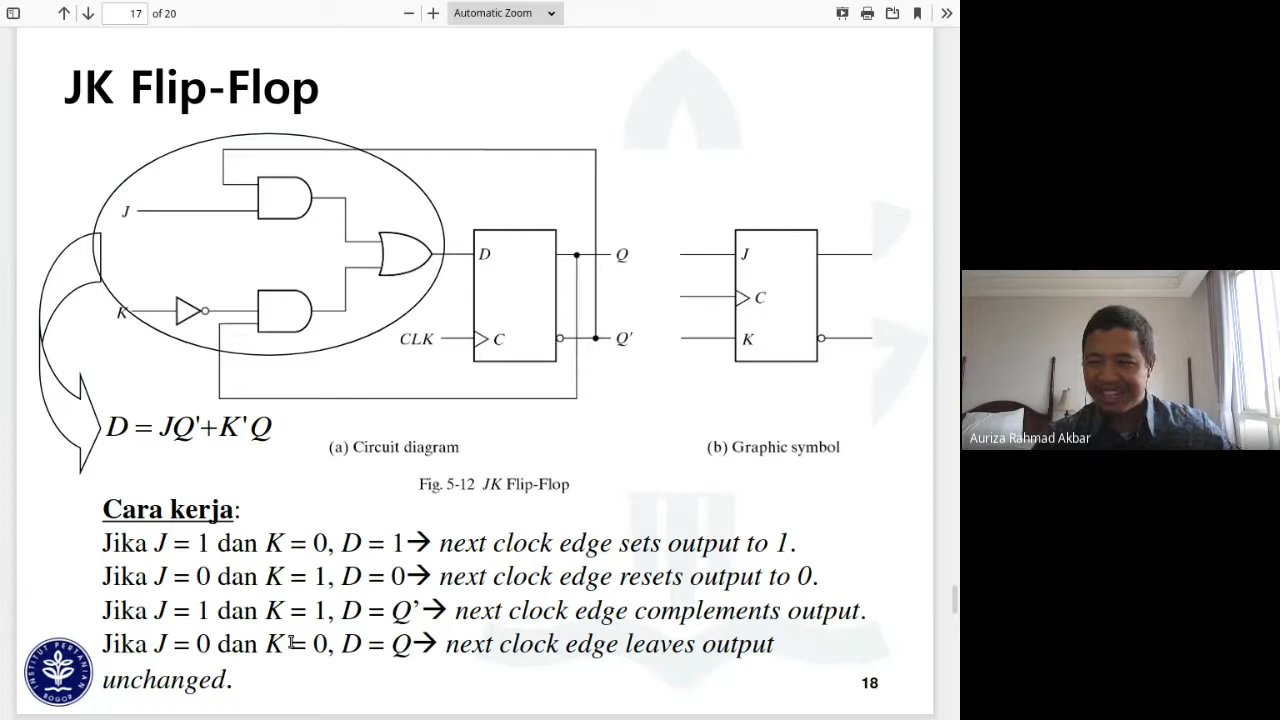 17 of 20
Automatic Zoom
JK Flip-Flop
J
K
D
Q
CLK
C
Q'
J
C
K
D = JQ'+K'Q
(a) Circuit diagram
(b) Graphic symbol
Fig. 5-12 JK Flip-Flop
Auriza Rahmad Akbar
Cara kerja:
Jika J = 1 dan K = 0, D = 1→ next clock edge sets output to 1.
Jika J = 0 dan K = 1, D = 0→ next clock edge resets output to 0.
Jika J = 1 dan K = 1, D = Q’→ next clock edge complements output.
Jika J = 0 dan K = 0, D = Q→ next clock edge leaves output
unchanged.
INSTITUT PERTANIAN
BOGOR
18